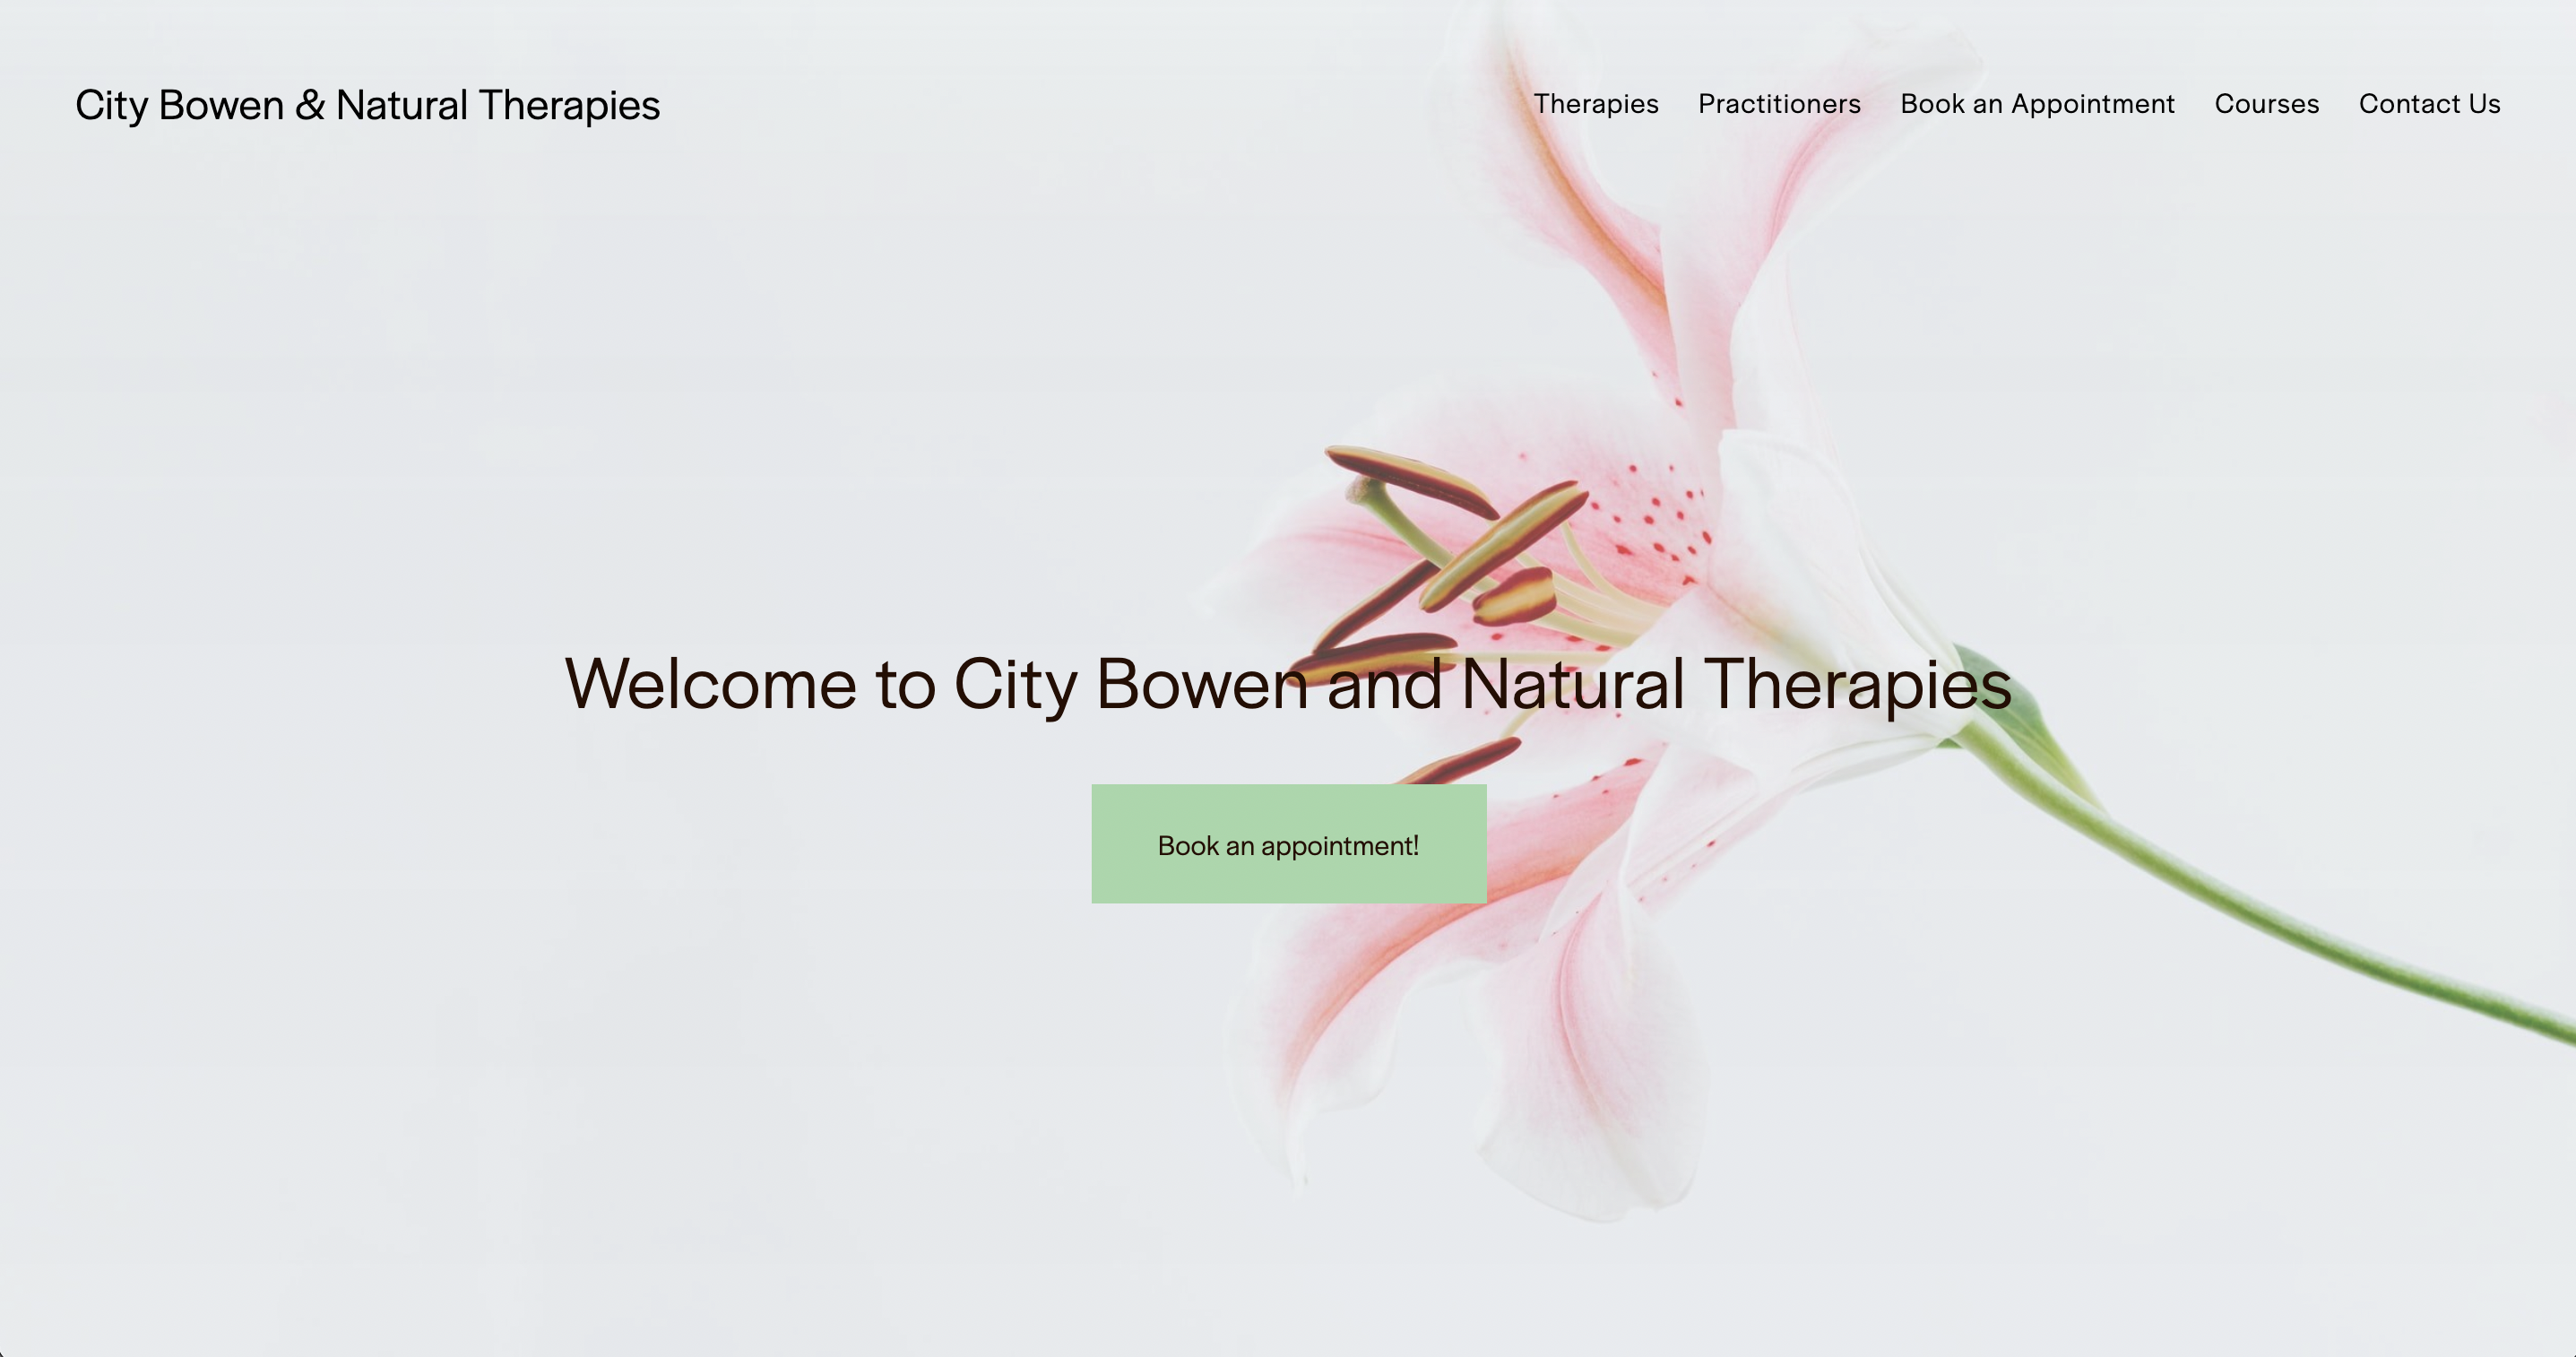 City Bowen & Natural Therapies
Therapies Practitioners Book an Appointment Courses Contact Us
Welcome to City Bowen and Natural Therapies
Book an appointment!